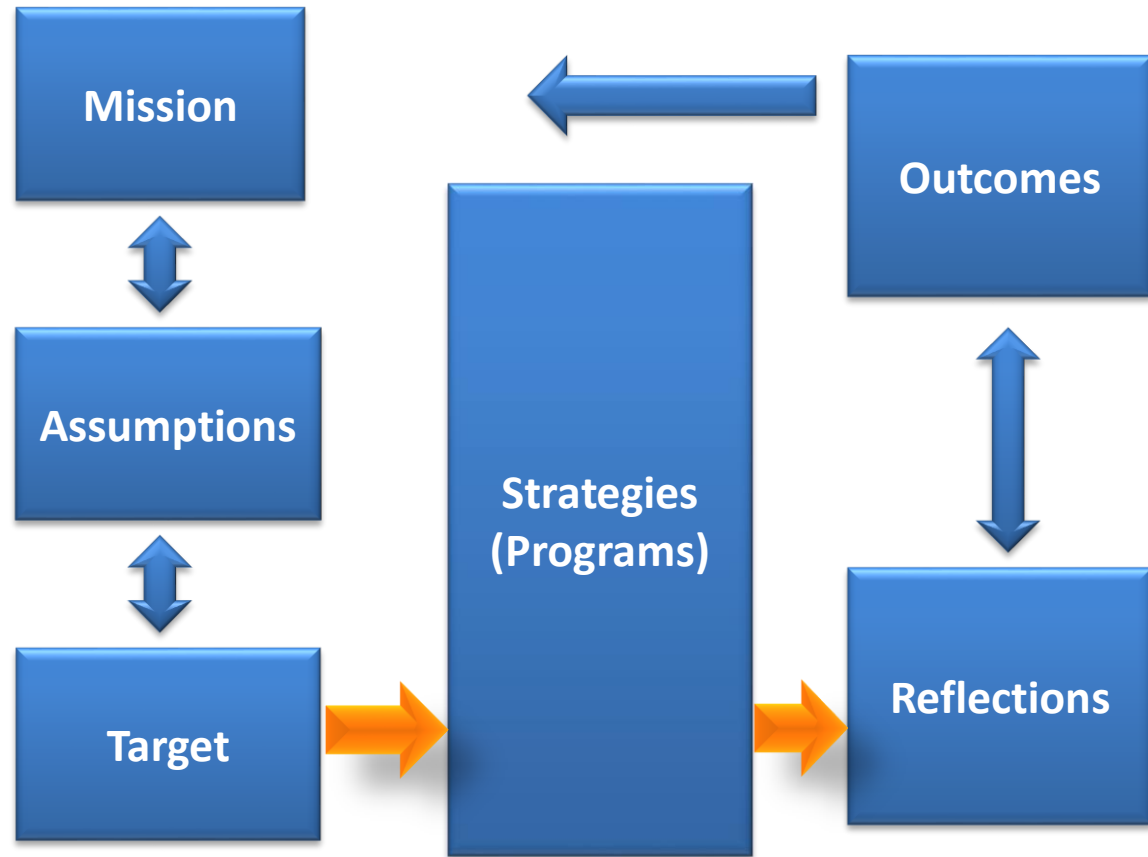 Mission
Assumptions
Target
Strategies
(Programs)
Outcomes
Reflections